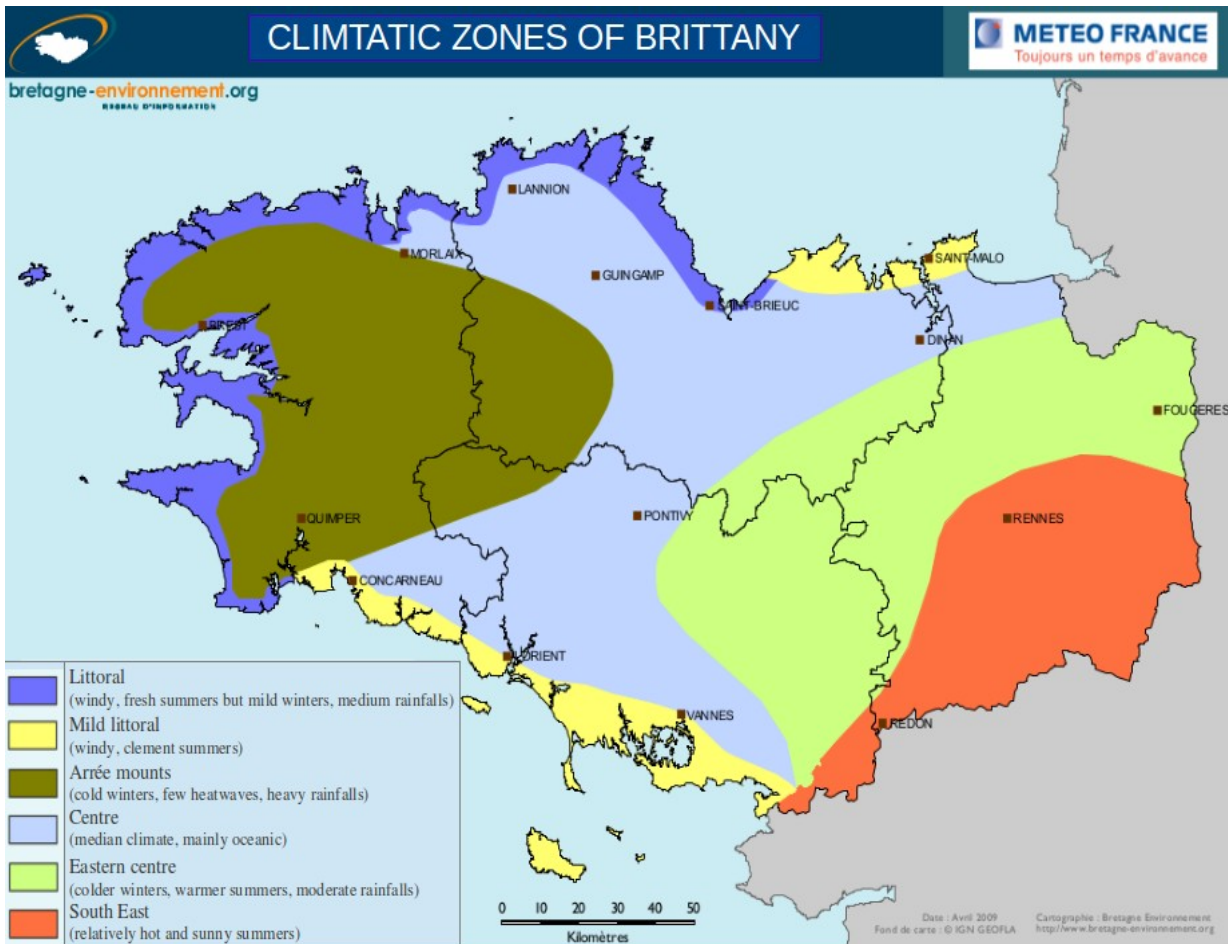 CLIMTATIC ZONES OF BRITTANY
METEO FRANCE
Toujours un temps d'avance
bretagne-environnement.org
RESEAU D'INFORMATION
LANNION
MORLAIX
GUINGAMP
SAINT-MALO
SAINT-BRIEUC
BREST
DINAN
FOUGERES
QUIMPER
PONTIVY
RENNES
CONCARNEAU
LORIENT
VANNES
REDON
Littoral
(windy, fresh summers but mild winters, medium rainfalls)
Mild littoral
(windy, clement summers)
Arrée mounts
(cold winters, few heatwaves, heavy rainfalls)
Centre
(median climate, mainly oceanic)
Eastern centre
(colder winters, warmer summers, moderate rainfalls)
South East
(relatively hot and sunny summers)
0 10 20 30 40 50
Kilomètres
Date : Avril 2009
Fond de carte : © IGN GEOFLA
Cartographie : Bretagne Environnement
http://www.bretagne-environnement.org